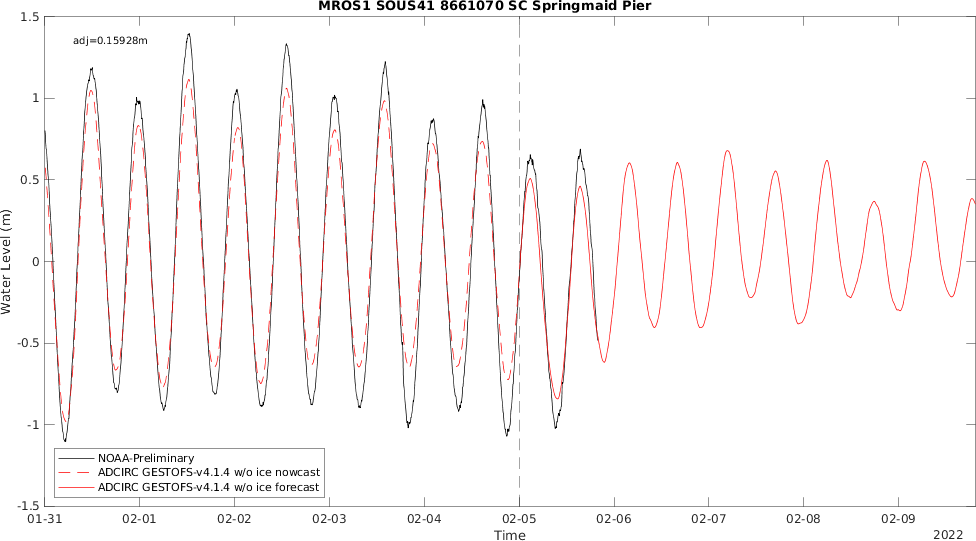 MROS1 SOUS41 8661070 SC Springmaid Pier
adj=0.15928m
1.5
1
0.5
0
-0.5
-1
-1.5
Water Level (m)
NOAA-Preliminary
ADCIRC GESTOFS-v4.1.4 w/o ice nowcast
ADCIRC GESTOFS-v4.1.4 w/o ice forecast
01-31 02-01 02-02 02-03 02-04 02-05 02-06 02-07 02-08 02-09
Time
2022